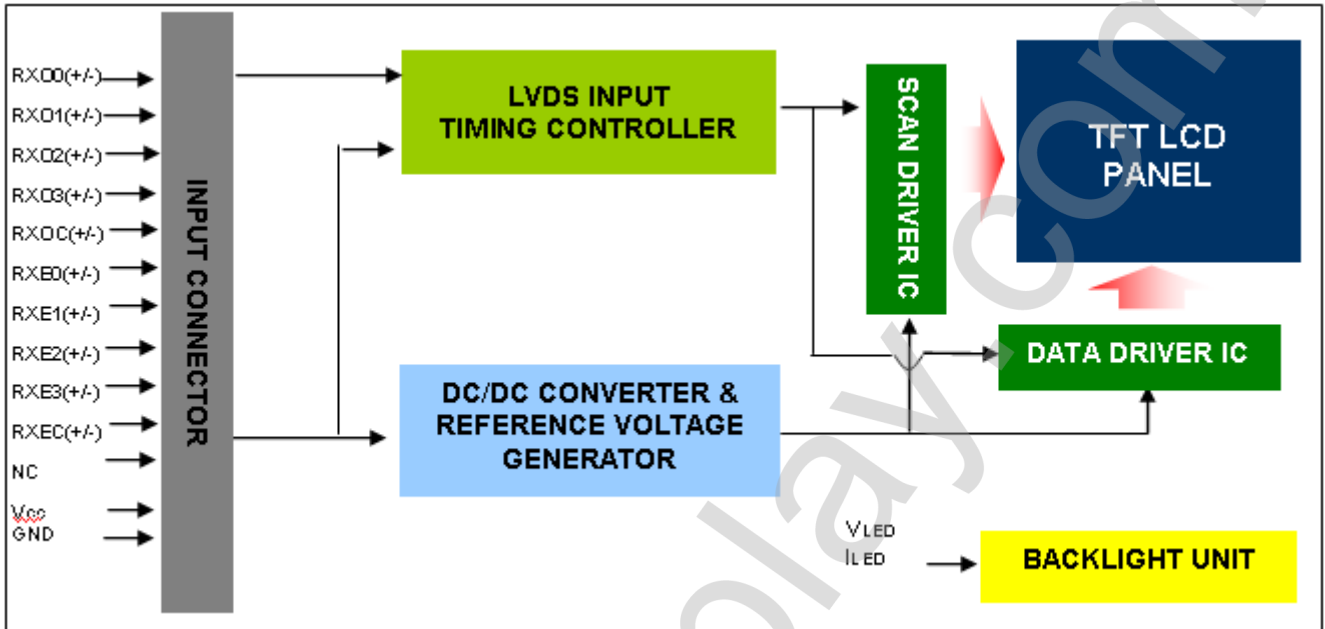 RXO0(+/-)
RXO1(+/-)
RXO2(+/-)
RXO3(+/-)
RXOC(+/-)
RXE0(+/-)
RXE1(+/-)
RXE2(+/-)
RXE3(+/-)
RXEC(+/-)
NC
Vcc
GND
INPUT CONNECTOR
LVDS INPUT
TIMING CONTROLLER
DC/DC CONVERTER &
REFERENCE VOLTAGE
GENERATOR
SCAN DRIVER IC
TFT LCD
PANEL
DATA DRIVER IC
VLED
ILED
BACKLIGHT UNIT
play.com